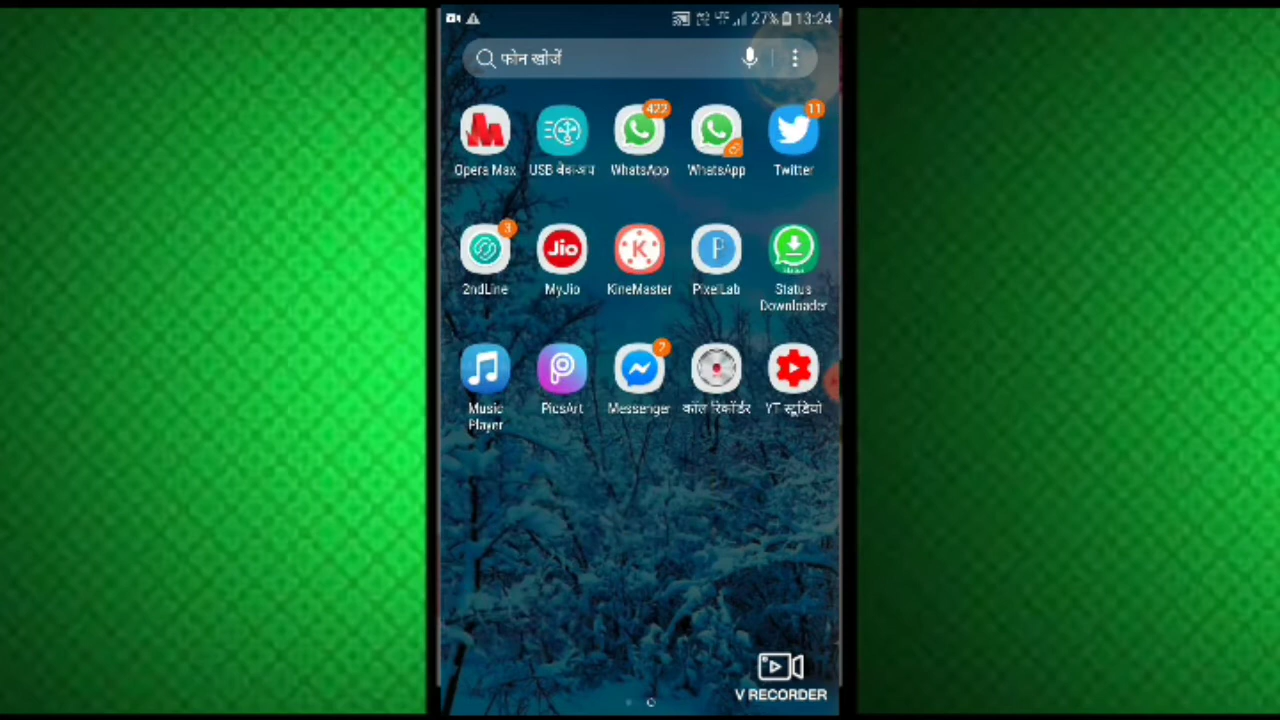 27% 13:24
फोन खोजें
422
11
Opera Max USB बैकअप WhatsApp WhatsApp Twitter
3
Jio
K
P
2ndLine MyJio KineMaster PixelLab Status
Downloader
2
Music PicsArt Messenger कॉल रिकॉर्डर YT स्टूडियो
Player
V RECORDER